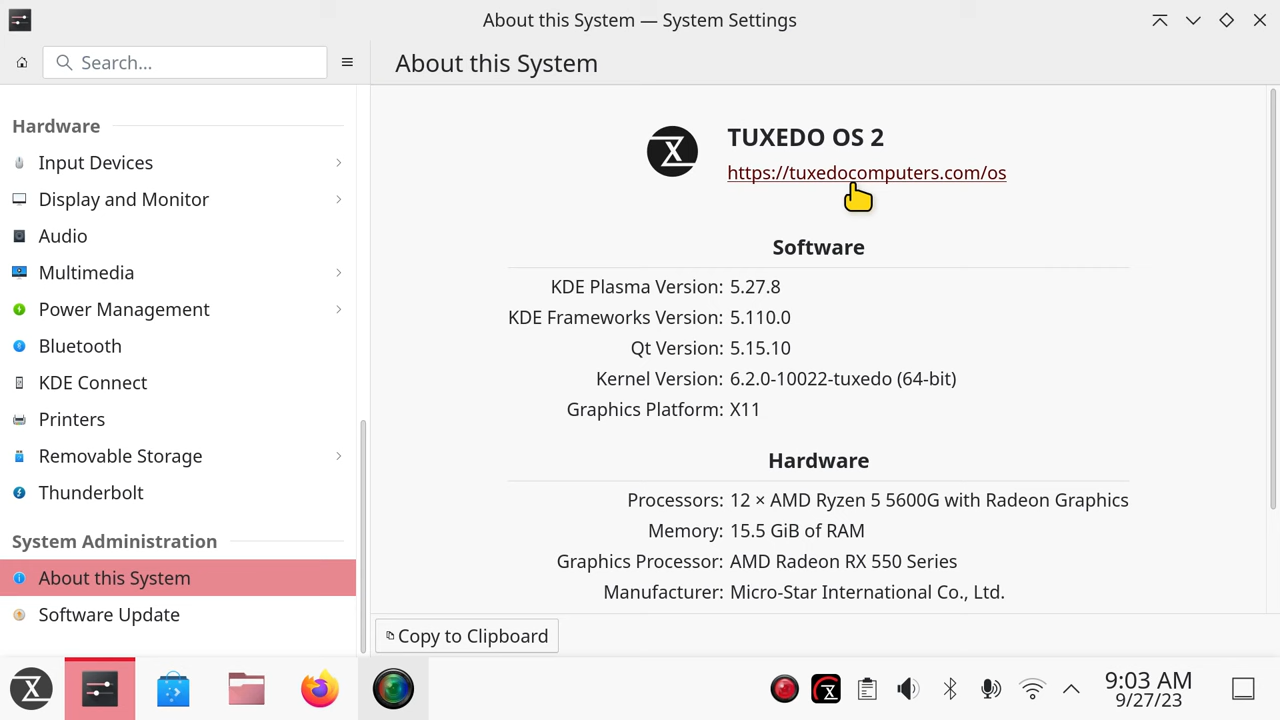 About this System — System Settings
Search...
About this System
Hardware
Input Devices
Display and Monitor
Audio
Multimedia
Power Management
Bluetooth
KDE Connect
Printers
Removable Storage
Thunderbolt
System Administration
About this System
Software Update
TUXEDO OS 2
https://tuxedocomputers.com/os
Software
KDE Plasma Version: 5.27.8
KDE Frameworks Version: 5.110.0
Qt Version: 5.15.10
Kernel Version: 6.2.0-10022-tuxedo (64-bit)
Graphics Platform: X11
Hardware
Processors: 12 × AMD Ryzen 5 5600G with Radeon Graphics
Memory: 15.5 GiB of RAM
Graphics Processor: AMD Radeon RX 550 Series
Manufacturer: Micro-Star International Co., Ltd.
Copy to Clipboard
9:03 AM
9/27/23